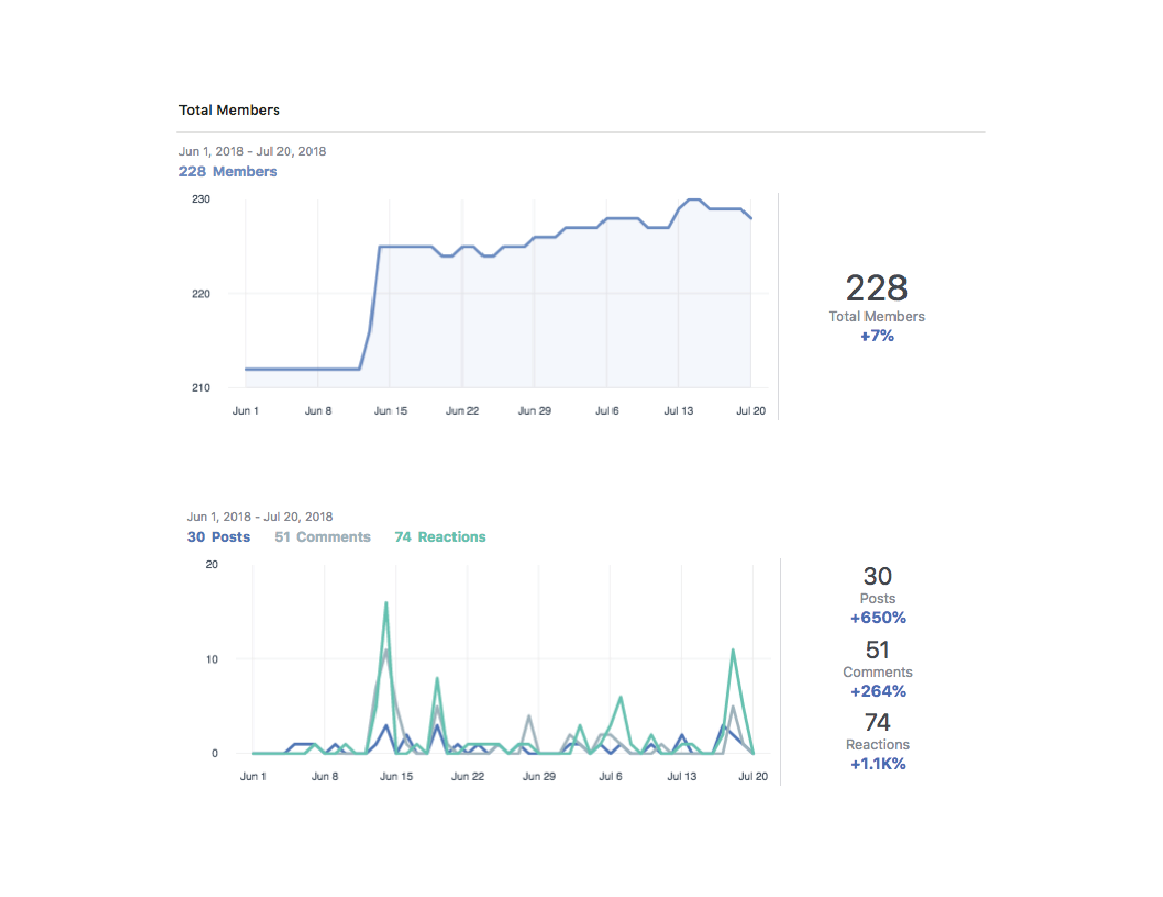 Total Members
Jun 1, 2018 - Jul 20, 2018
228 Members
230
220
210
Jun 1 Jun 8 Jun 15 Jun 22 Jun 29 Jul 6 Jul 13 Jul 20
228
Total Members
+7%
Jun 1, 2018 - Jul 20, 2018
30 Posts 51 Comments 74 Reactions
20
10
0
Jun 1 Jun 8 Jun 15 Jun 22 Jun 29 Jul 6 Jul 13 Jul 20
30
Posts
+650%
51
Comments
+264%
74
Reactions
+1.1K%